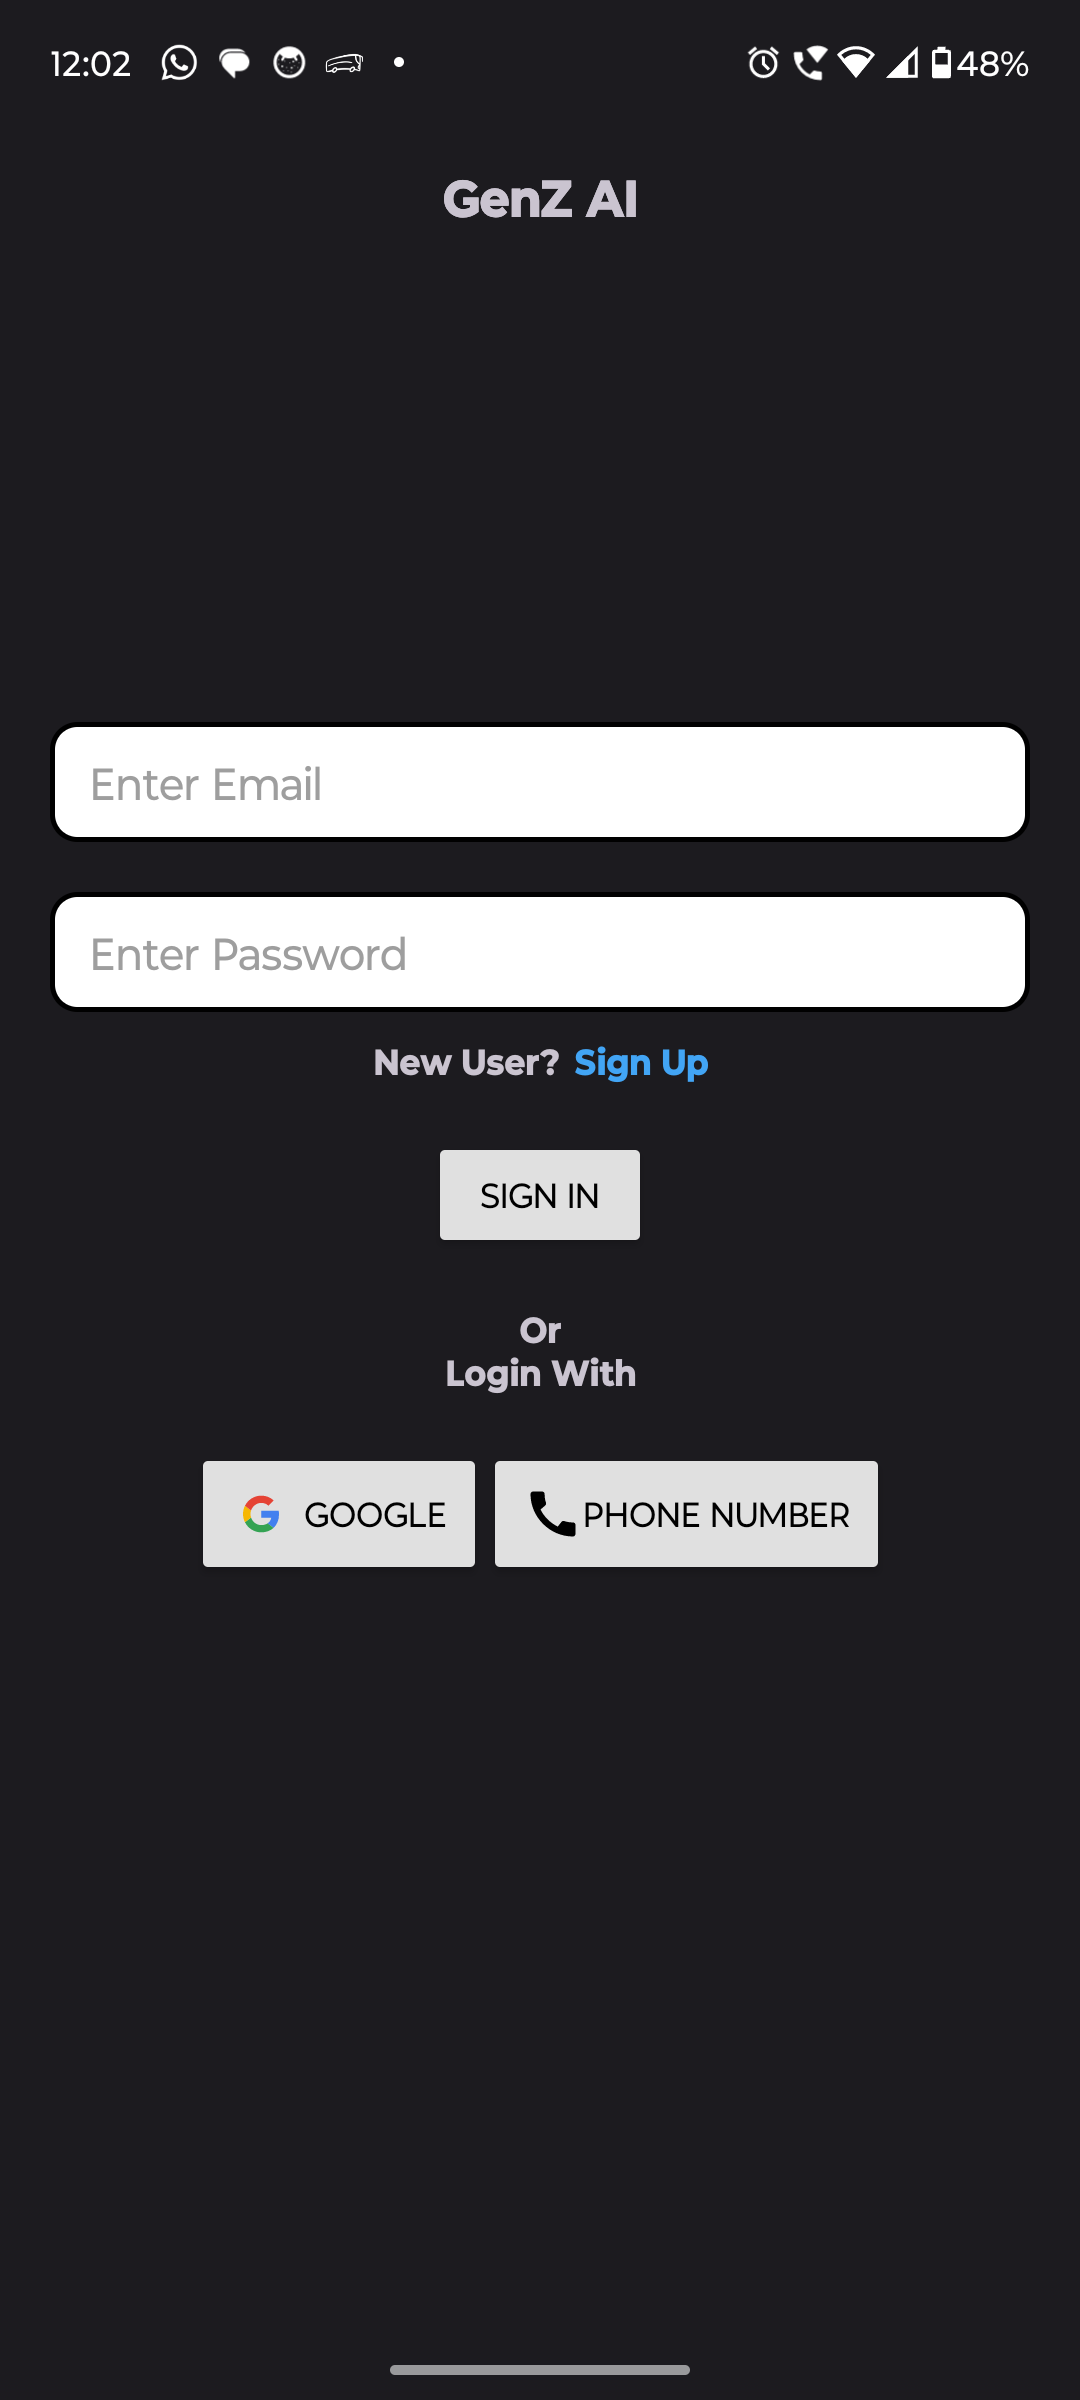 12:02 48%
GenZ AI
Enter Email
Enter Password
New User? Sign Up
SIGN IN
Or
Login With
GOOGLE PHONE NUMBER